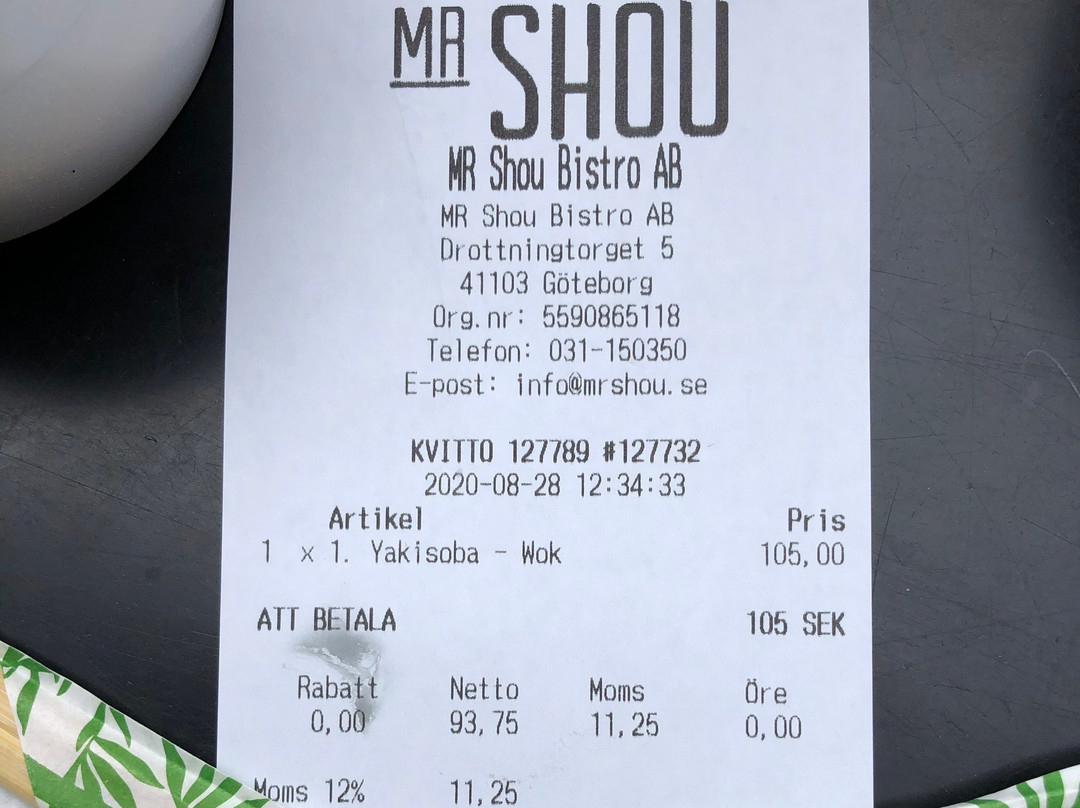 MR SHOU
MR Shou Bistro AB
MR Shou Bistro AB
Drottningtorget 5
41103 Göteborg
Org.nr: 5590865118
Telefon: 031-150350
E-post: info@mrshou.se
KVITTO 127789 #127732
2020-08-28 12:34:33
Artikel Pris
1 x 1. Yakisoba - Wok 105,00
ATT BETALA 105 SEK
Rabatt Netto Moms Öre
0,00 93,75 11,25 0,00
Moms 12% 11,25